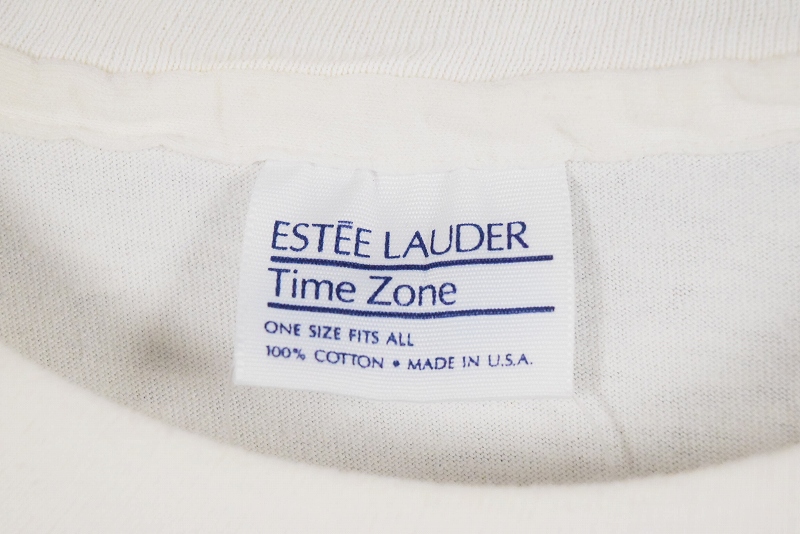 ESTĒE LAUDER
Time Zone
ONE SIZE FITS ALL
100% COTTON • MADE IN U.S.A.